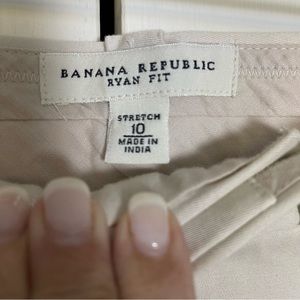 BANANA REPUBLIC
RYAN FIT
STRETCH
10
MADE IN
INDIA